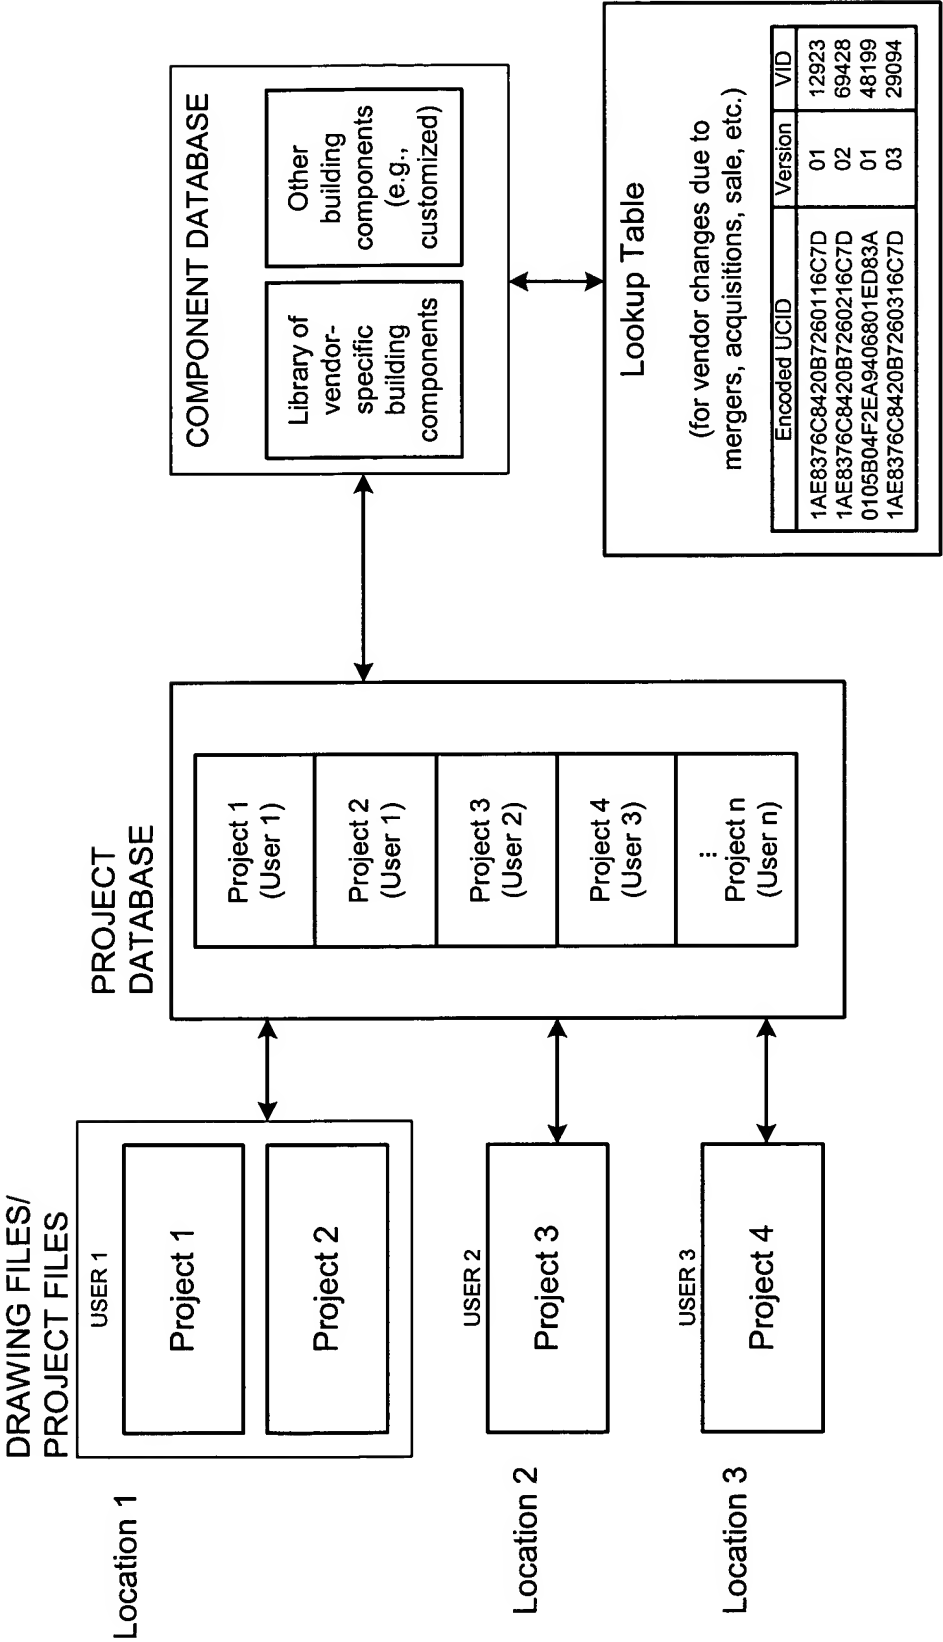 DRAWING FILES/
PROJECT FILES
Location 1
USER 1
Project 1
Project 2
Location 2
USER 2
Project 3
Location 3
USER 3
Project 4
PROJECT
DATABASE
Project 1
(User 1)
Project 2
(User 1)
Project 3
(User 2)
Project 4
(User 3)
...
Project n
(User n)
COMPONENT DATABASE
Library of
vendor-
specific
building
components
Other
building
components
(e.g.,
customized)
Lookup Table
(for vendor changes due to
mergers, acquisitions, sale, etc.)
Encoded UCID Version VID
1AE8376C8420B7260116C7D 01 12923
1AE8376C8420B7260216C7D 02 69428
0105B04F2EA9406801ED83A 01 48199
1AE8376C8420B7260316C7D 03 29094